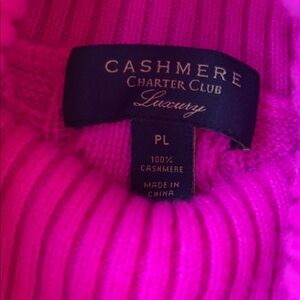 CASHMERE
CHARTER CLUB
Luxury
PL
100%
CASHMERE
MADE IN
CHINA